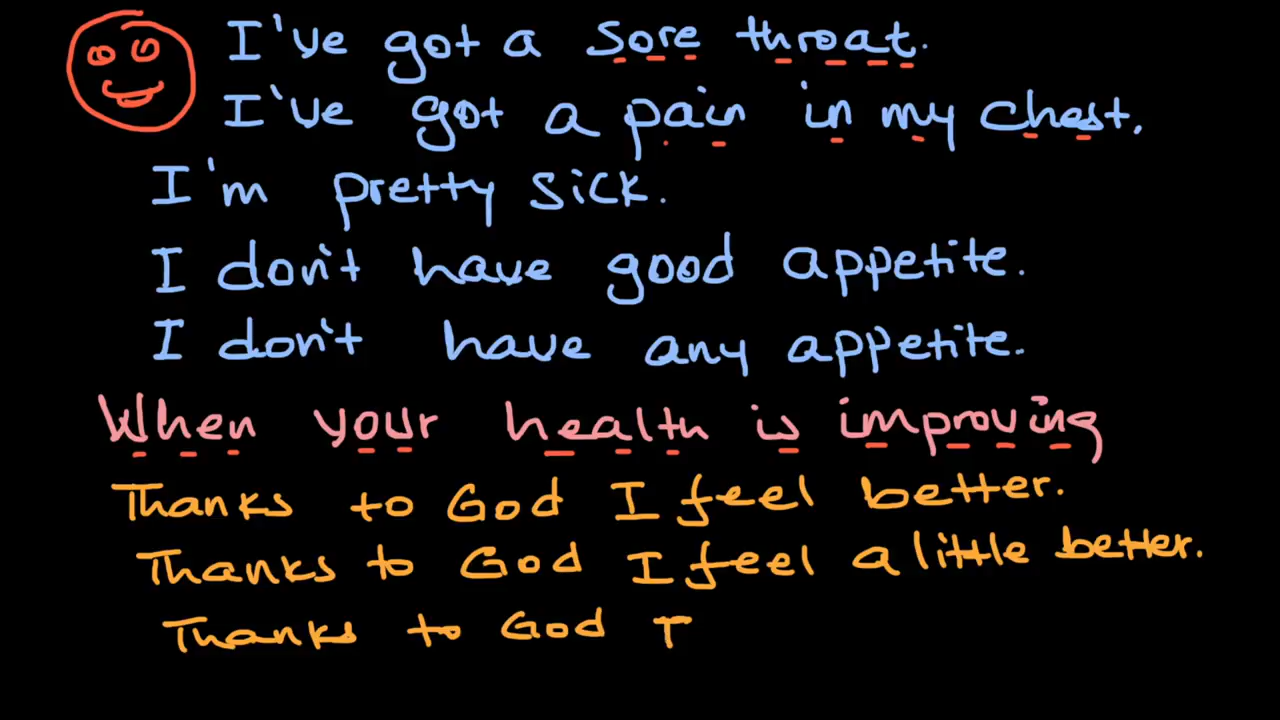 I've got a sore throat.
I've got a pain in my chest.
I'm pretty sick.
I don't have good appetite.
I don't have any appetite.
When your health is improving
Thanks to God I feel better.
Thanks to God I feel a little better.
Thanks to God